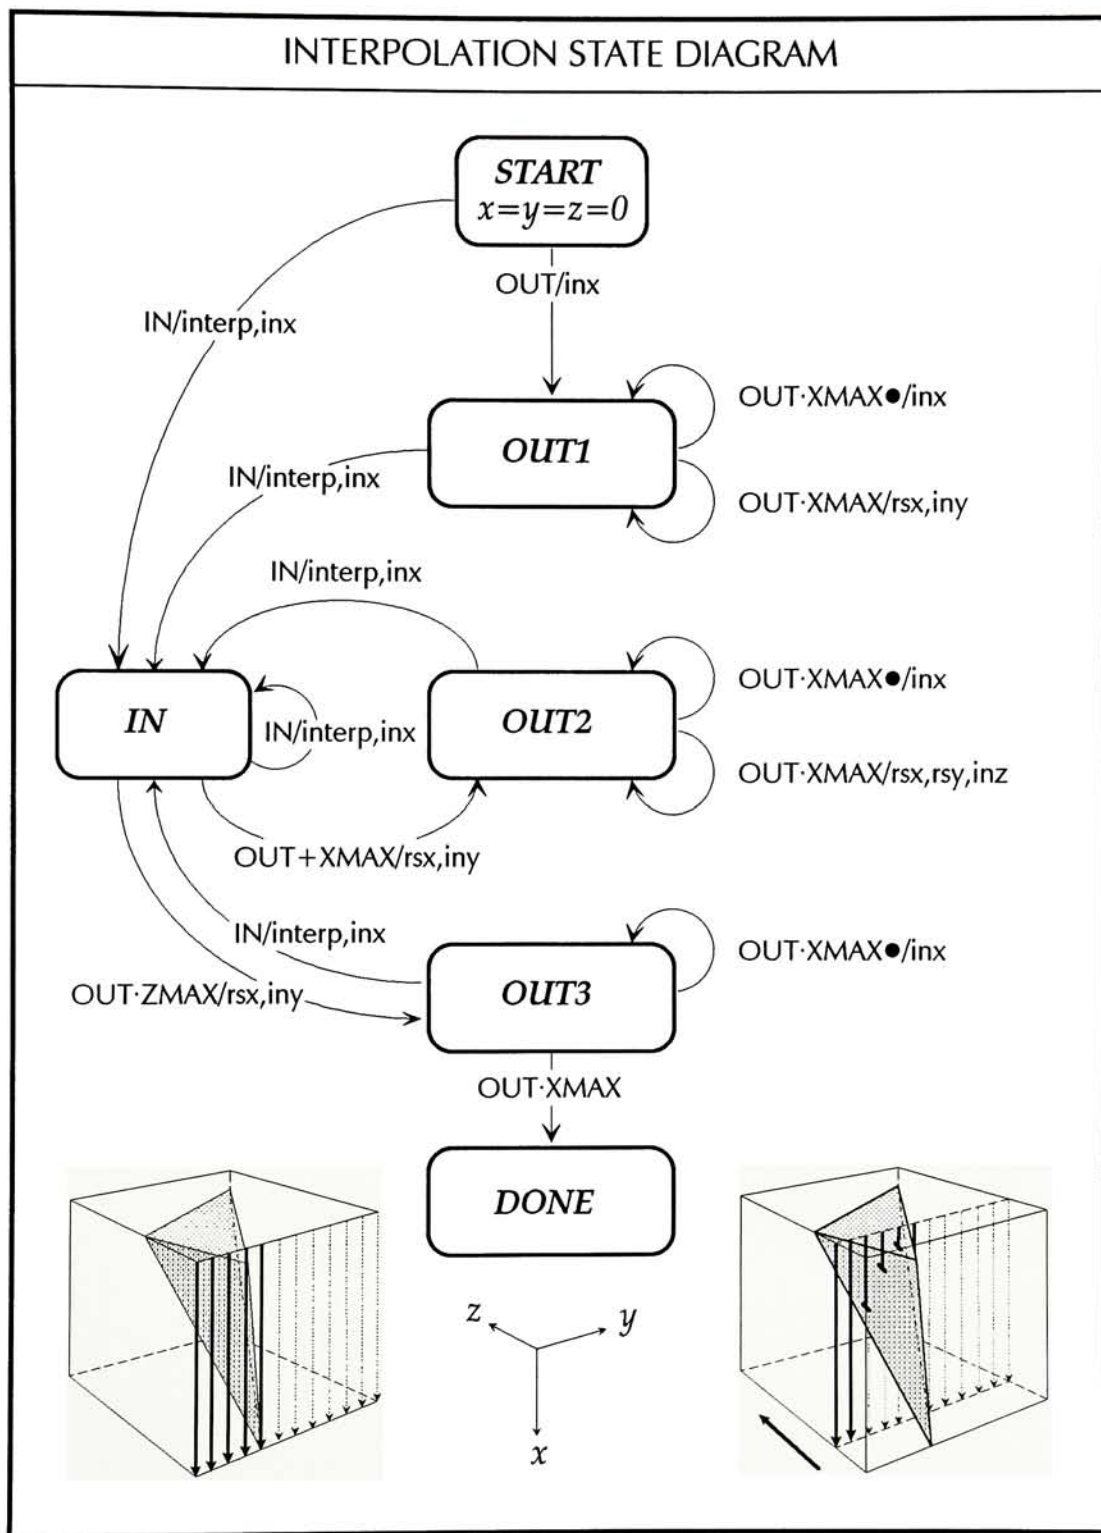 INTERPOLATION STATE DIAGRAM
START
x=y=z=0
OUT/inx
IN/interp,inx
OUT·XMAX●/inx
OUT1
IN/interp,inx
OUT·XMAX/rsx,iny
IN/interp,inx
OUT·XMAX●/inx
IN
IN/interp,inx
OUT2
OUT·XMAX/rsx,rsy,inz
OUT+XMAX/rsx,iny
IN/interp,inx
OUT·XMAX●/inx
OUT·ZMAX/rsx,iny
OUT3
OUT·XMAX
DONE
z
y
x